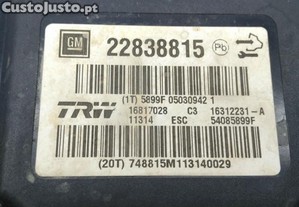 CustoJusto.pt
GM 22838815 Pb
(1T) 5899F 05030942 1
TRW 16817028 C3 16312231-A
11314 ESC 54085899F
(20T) 748815M113140029